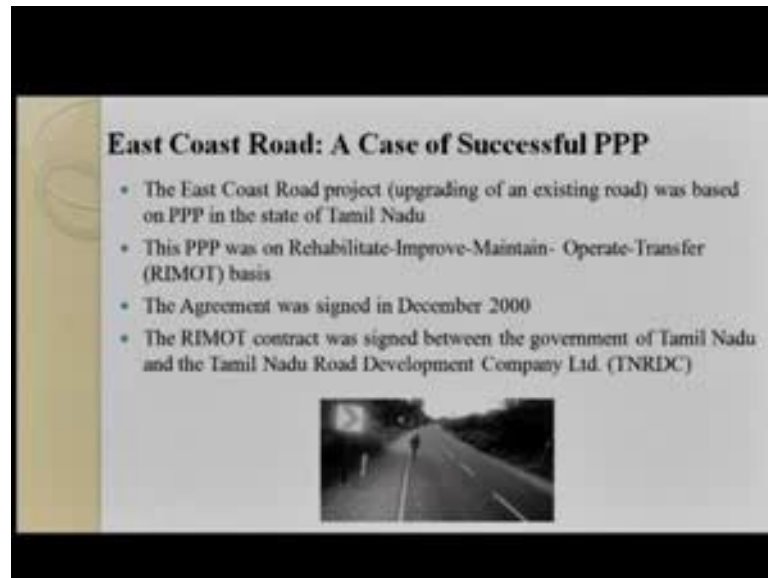 East Coast Road: A Case of Successful PPP
The East Coast Road project (upgrading of an existing road) was based
on PPP in the state of Tamil Nadu
This PPP was on Rehabilitate-Improve-Maintain- Operate-Transfer
(RIMOT) basis
The Agreement was signed in December 2000
The RIMOT contract was signed between the government of Tamil Nadu
and the Tamil Nadu Road Development Company Ltd. (TNRDC)